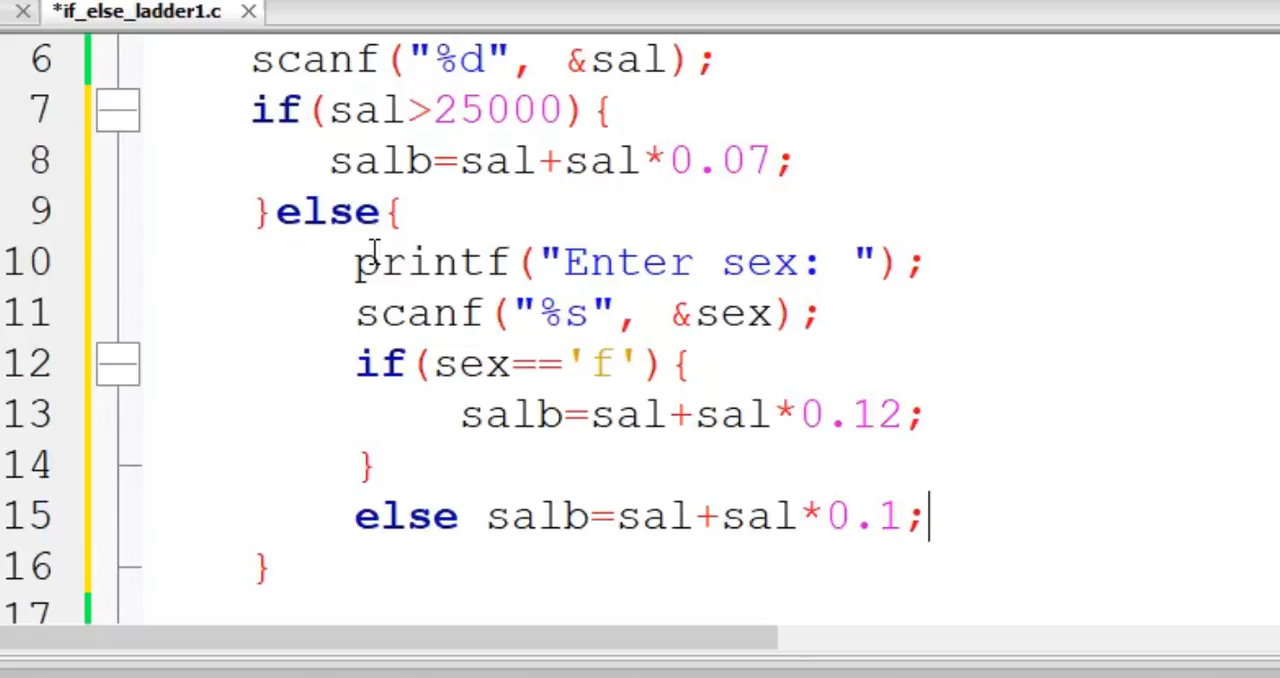 *if_else_ladder1.c
6 scanf("%d", &sal);
7 if(sal>25000){
8 salb=sal+sal*0.07;
9 }else{
10 printf("Enter sex: ");
11 scanf("%s", &sex);
12 if(sex=='f'){
13 salb=sal+sal*0.12;
14 }
15 else salb=sal+sal*0.1;
16 }
17